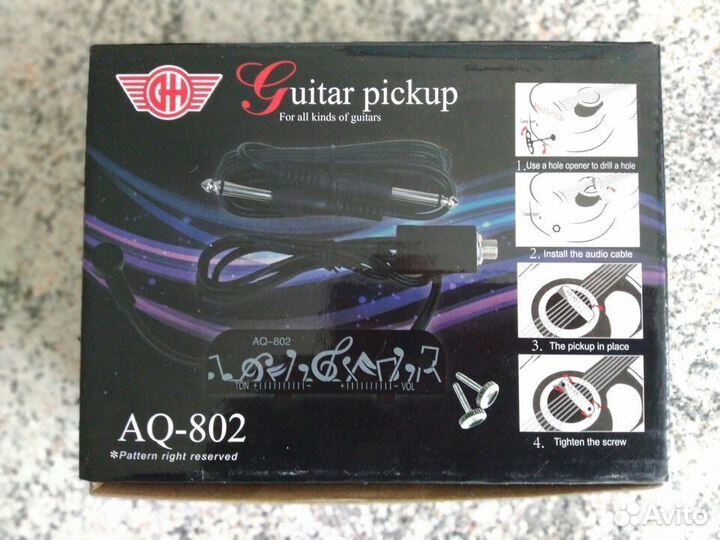 Guitar pickup
For all kinds of guitars
1. Use a hole opener to drill a hole
2. Install the audio cable
3. The pickup in place
4. Tighten the screw
AQ-802
TON -++||||||||||+ +||||||||||- VOL
AQ-802
*Pattern right reserved
Avito